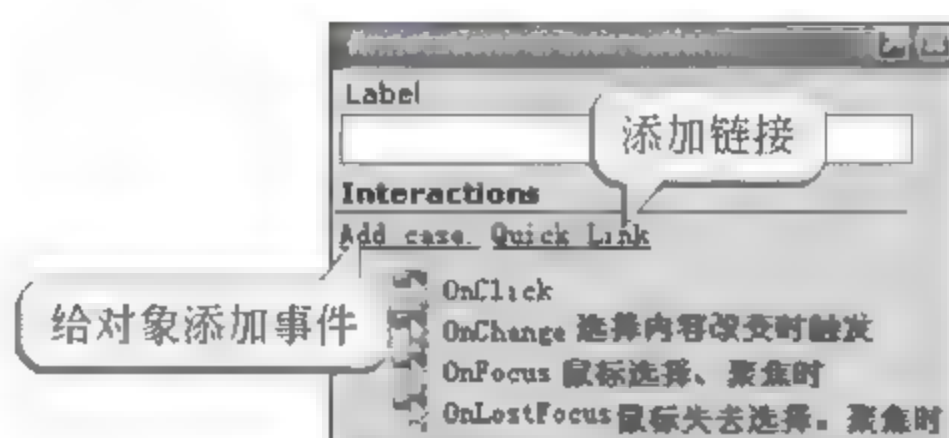 Label
添加链接
Interactions
Add case. Quick Link
给对象添加事件
OnClick
OnChange 选择内容改变时触发
OnFocus 鼠标选择、聚焦时
OnLostFocus 鼠标失去选择。聚焦时